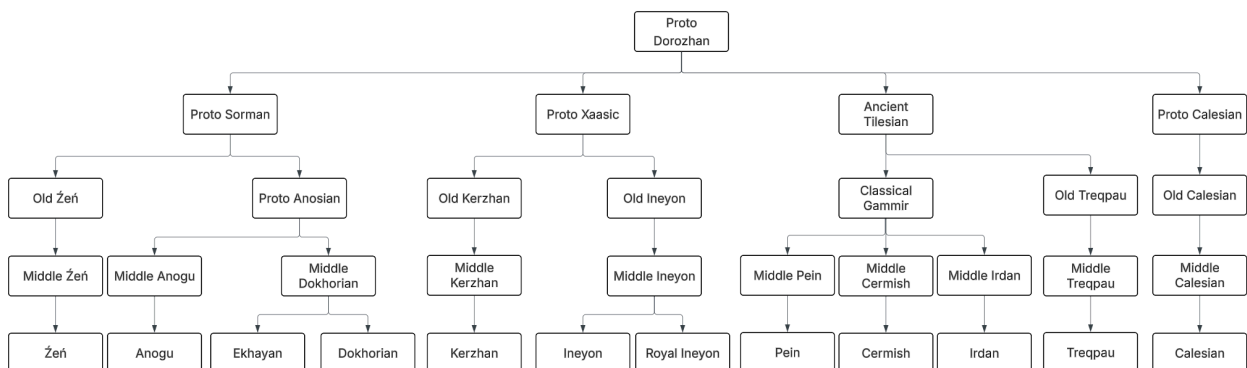 Proto
Dorozhan
Proto Sorman
Proto Xaasic
Ancient
Tilesian
Proto Calesian
Old Źeń
Proto Anosian
Old Kerzhan
Old Ineyon
Classical
Gammir
Old Treqpau
Old Calesian
Middle Źeń
Middle Anogu
Middle
Dokhorian
Middle
Kerzhan
Middle Ineyon
Middle Pein
Middle
Cermish
Middle Irdan
Middle
Treqpau
Middle
Calesian
Źeń
Anogu
Ekhayan
Dokhorian
Kerzhan
Ineyon
Royal Ineyon
Pein
Cermish
Irdan
Treqpau
Calesian